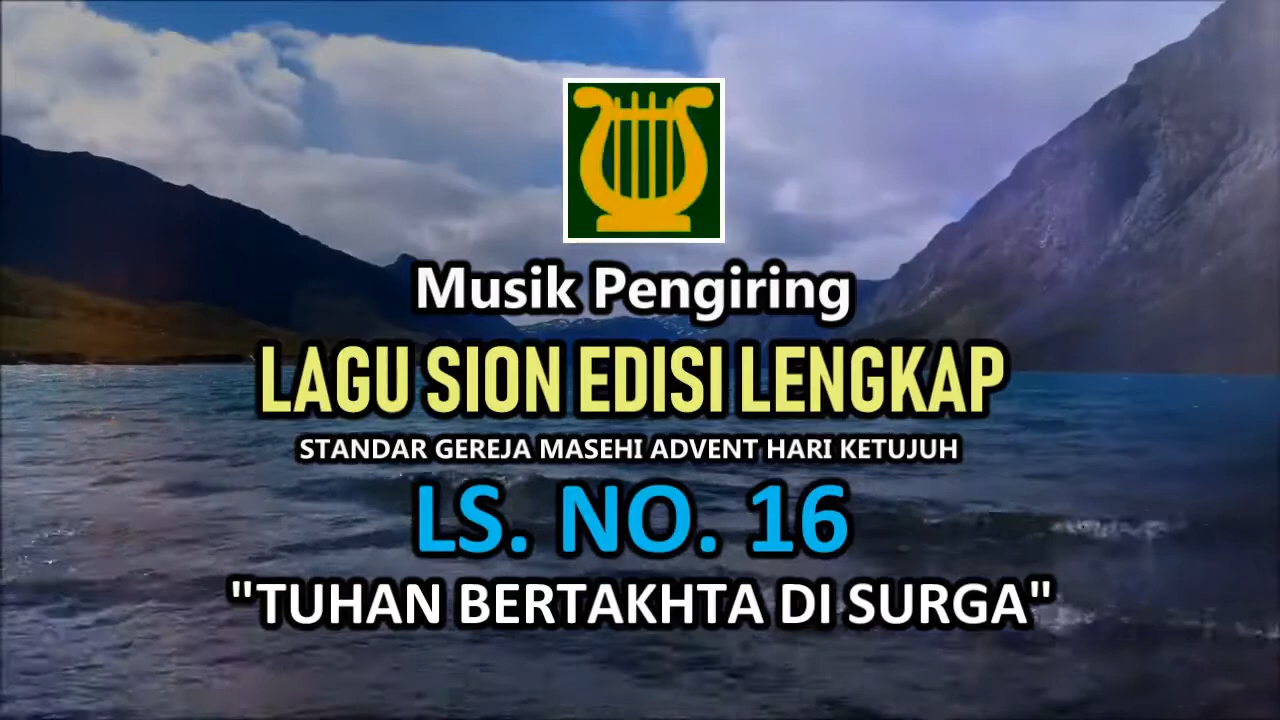 Musik Pengiring
LAGU SION EDISI LENGKAP
STANDAR GEREJA MASEHI ADVENT HARI KETUJUH
LS. NO. 16
"TUHAN BERTAKHTA DI SURGA"